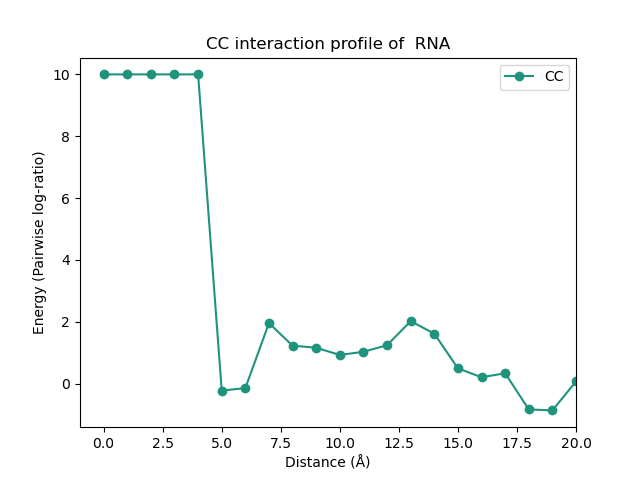 CC interaction profile of  RNA
CC
Energy (Pairwise log-ratio)
10
8
6
4
2
0
0.0 2.5 5.0 7.5 10.0 12.5 15.0 17.5 20.0
Distance (Å)